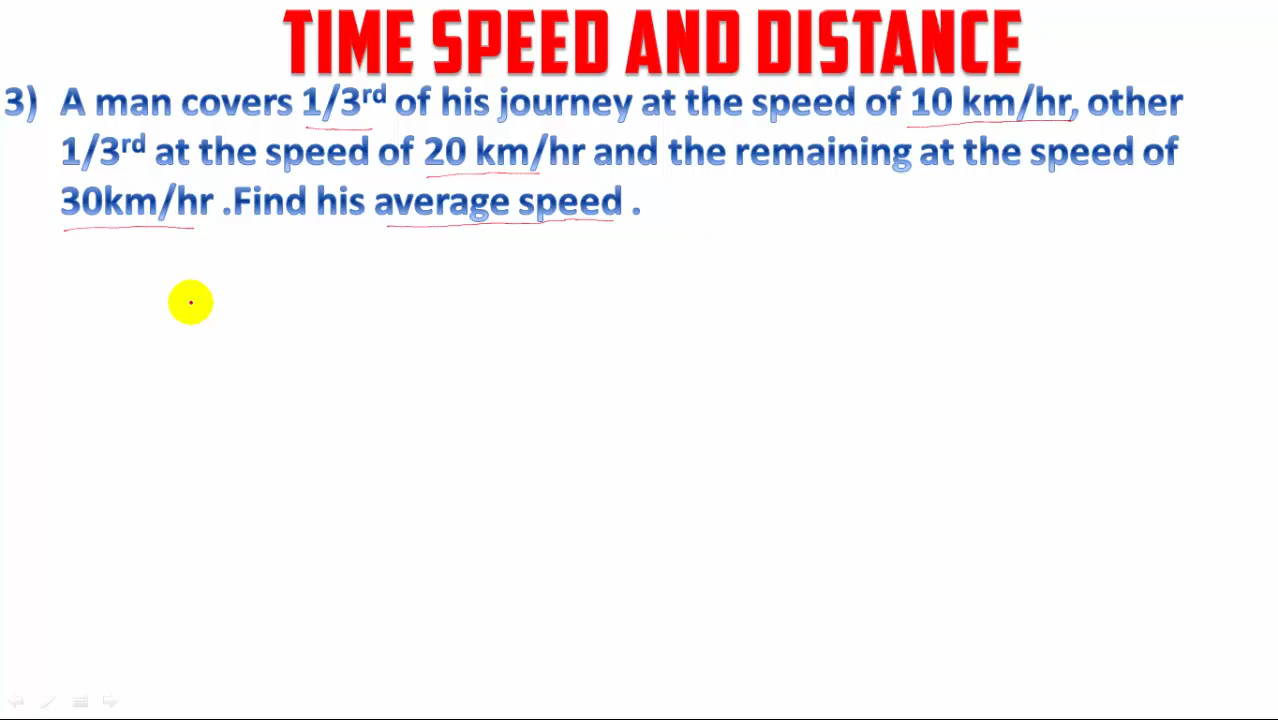 TIME SPEED AND DISTANCE
3) A man covers 1/3rd of his journey at the speed of 10 km/hr, other
1/3rd at the speed of 20 km/hr and the remaining at the speed of
30km/hr .Find his average speed .